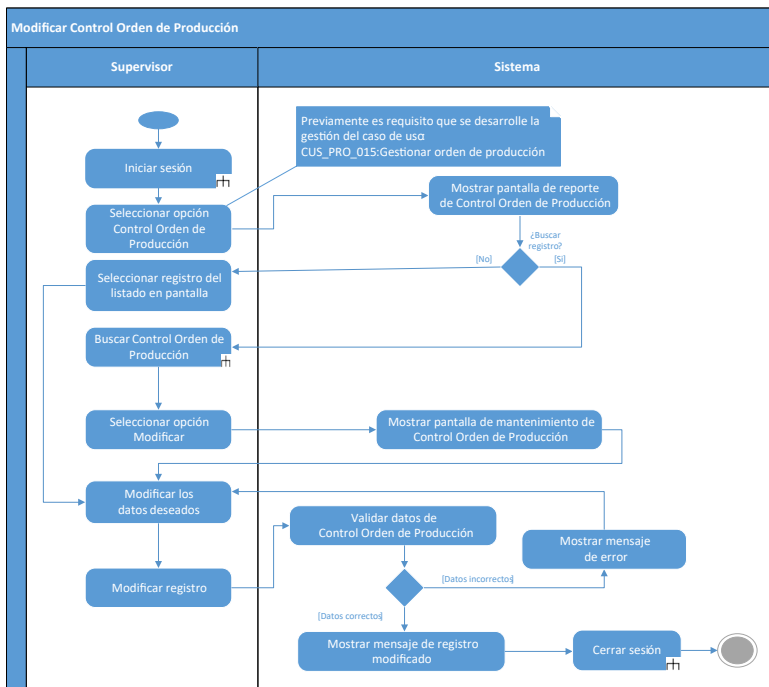 Modificar Control Orden de Producción
Supervisor
Sistema
Previamente es requisito que se desarrolle la
gestión del caso de uso:
CUS_PRO_015:Gestionar orden de producción
Iniciar sesión
Seleccionar opción
Control Orden de
Producción
Mostrar pantalla de reporte
de Control Orden de Producción
¿Buscar
registro?
[No]
[Si]
Seleccionar registro del
listado en pantalla
Buscar Control Orden de
Producción
Seleccionar opción
Modificar
Mostrar pantalla de mantenimiento de
Control Orden de Producción
Modificar los
datos deseados
Validar datos de
Control Orden de Producción
Mostrar mensaje
de error
Modificar registro
[Datos incorrectos]
[Datos correctos]
Mostrar mensaje de registro
modificado
Cerrar sesión